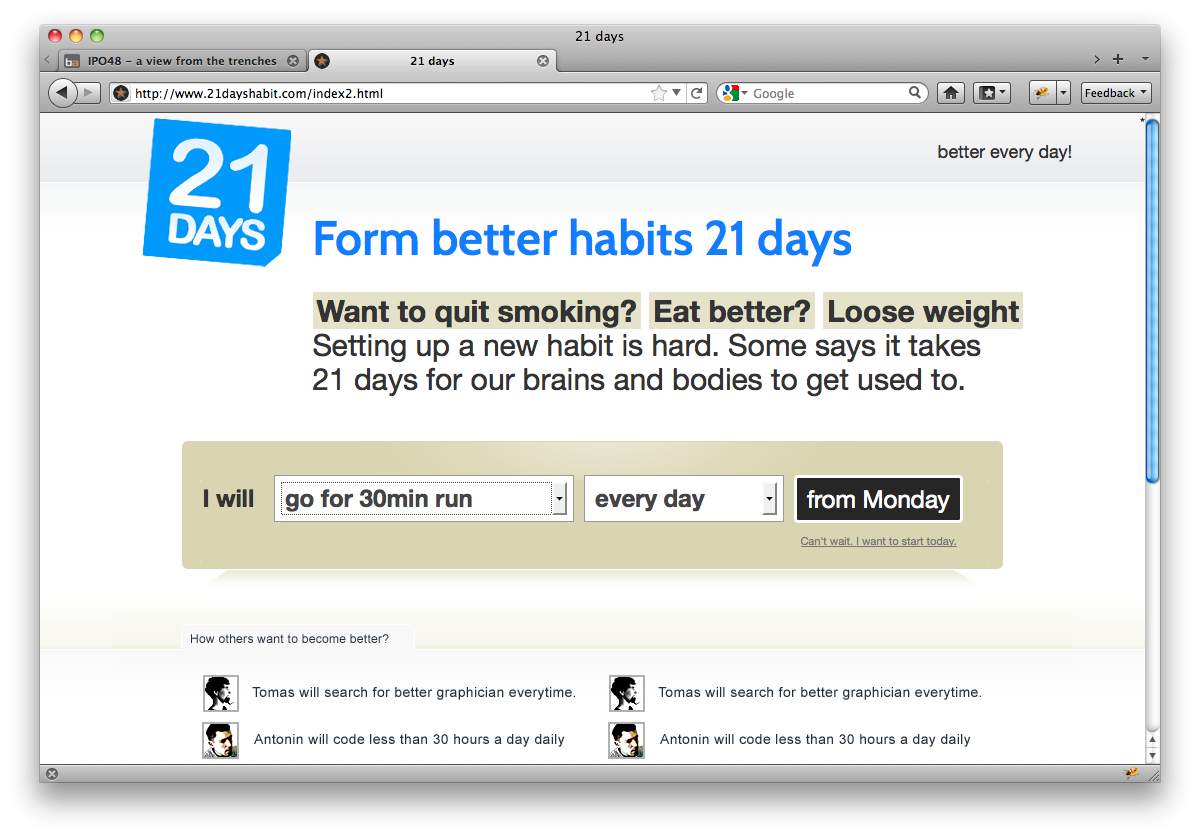 21 days
IPO48 – a view from the trenches
21 days
http://www.21dayshabit.com/index2.html
Google
Feedback
21
DAYS
better every day!
Form better habits 21 days
Want to quit smoking? Eat better? Loose weight
Setting up a new habit is hard. Some says it takes
21 days for our brains and bodies to get used to.
I will go for 30min run every day from Monday
Can't wait. I want to start today.
How others want to become better?
Tomas will search for better graphician everytime. Tomas will search for better graphician everytime.
Antonin will code less than 30 hours a day daily Antonin will code less than 30 hours a day daily